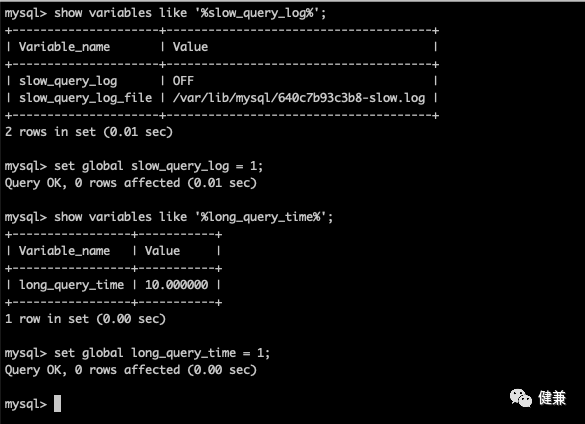 mysql> show variables like '%slow_query_log%';
+---------------------+-----------------------------------+
| Variable_name       | Value                             |
+---------------------+-----------------------------------+
| slow_query_log      | OFF                               |
| slow_query_log_file | /var/lib/mysql/640c7b93c3b8-slow.log |
+---------------------+-----------------------------------+
2 rows in set (0.01 sec)
mysql> set global slow_query_log = 1;
Query OK, 0 rows affected (0.01 sec)
mysql> show variables like '%long_query_time%';
+-----------------+-----------+
| Variable_name   | Value     |
+-----------------+-----------+
| long_query_time | 10.000000 |
+-----------------+-----------+
1 row in set (0.00 sec)
mysql> set global long_query_time = 1;
Query OK, 0 rows affected (0.00 sec)
mysql>
健兼